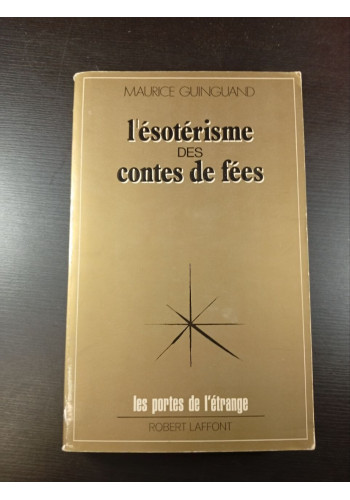 MAURICE GUINGUAND
l'ésotérisme
DES
contes de fées
les portes de l'étrange
ROBERT LAFFONT